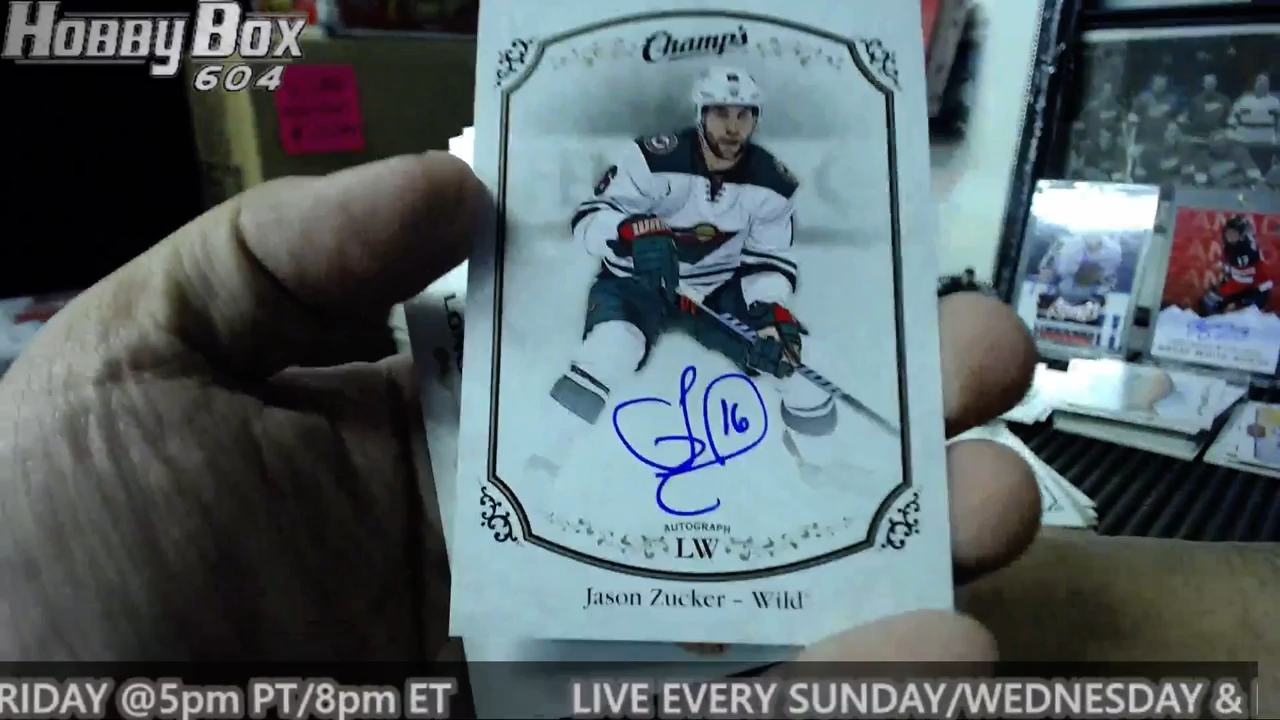 HOBBY BOX
604
Champ's
16
AUTOGRAPH
LW
Jason Zucker - Wild
RIDAY @5pm PT/8pm ET LIVE EVERY SUNDAY/WEDNESDAY &